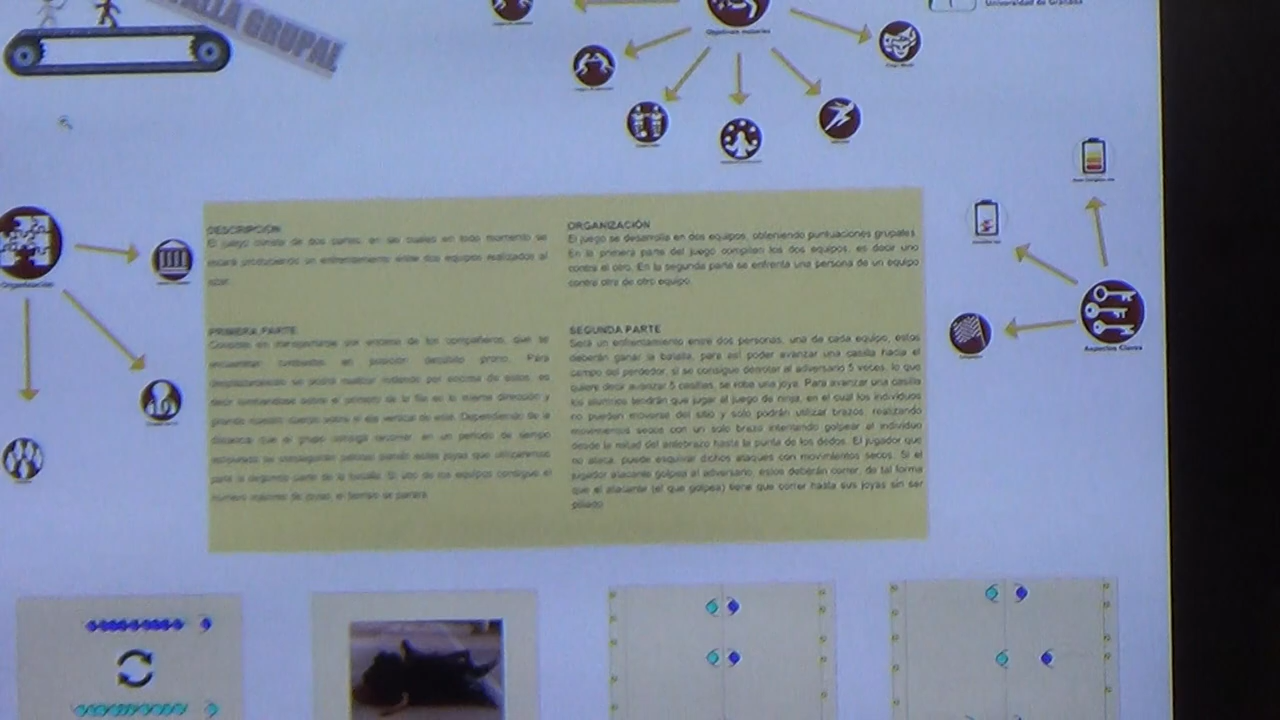 TALLA GRUPAL
Universidad de Granada
Objetivos motores
Organización
Aspectos Claves
DESCRIPCIÓN
El juego consta de dos partes, en las cuales en todo momento se
estará produciendo un enfrentamiento entre dos equipos realizados al
azar.
ORGANIZACIÓN
El juego se desarrolla en dos equipos, obteniendo puntuaciones grupales.
En la primera parte del juego compiten los dos equipos, es decir uno
contra el otro. En la segunda parte se enfrenta una persona de un equipo
contra otra de otro equipo.
PRIMERA PARTE
Consiste en transportarse por encima de los compañeros, que se
encuentran tumbados en posición decúbito prono. Para
desplazarnos se podrá realizar rodando por encima de estos, es
decir tumbándose sobre el primero de la fila en la misma dirección y
girando nuestro cuerpo sobre el eje vertical de este. Dependiendo de la
distancia que el grupo consiga recorrer, en un período de tiempo
para la segunda parte de la batalla. Si uno de los equipos consigue el
número máximo de joyas, el tiempo se parará.
SEGUNDA PARTE
Será un enfrentamiento entre dos personas, una de cada equipo, estos
deberán ganar la batalla, para así poder avanzar una casilla hacia el
campo del perdedor, si se consigue derrotar al adversario 5 veces, lo que
quiere decir avanzar 5 casillas, se roba una joya. Para avanzar una casilla
los alumnos tendrán que jugar al juego de ninja, en el cual los individuos
no pueden moverse del sitio y solo podrán utilizar brazos, realizando
movimientos secos con un solo brazo intentando golpear al individuo
desde la mitad del antebrazo hasta la punta de los dedos. El jugador que
no ataca, puede esquivar dichos ataques con movimientos secos. Si el
jugador atacante golpea al adversario, estos deberán correr, de tal forma
que el atacante (el que golpea) tiene que correr hasta sus joyas sin ser
pillado.